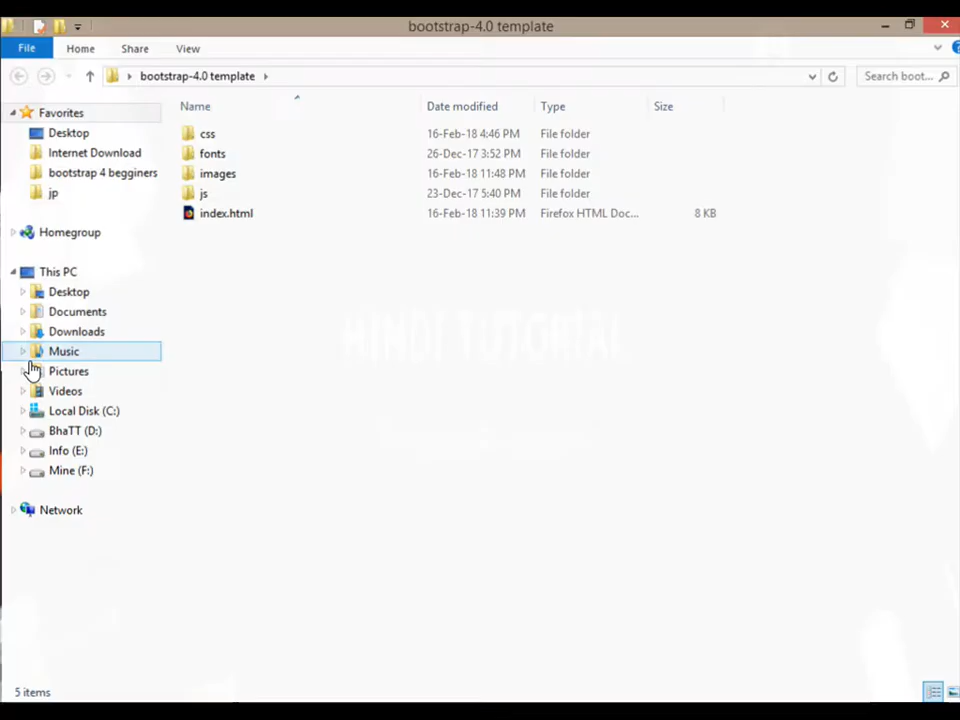 bootstrap-4.0 template
File Home Share View
bootstrap-4.0 template Search boot...
Name Date modified Type Size
css 16-Feb-18 4:46 PM File folder
fonts 26-Dec-17 3:52 PM File folder
images 16-Feb-18 11:48 PM File folder
js 23-Dec-17 5:40 PM File folder
index.html 16-Feb-18 11:39 PM Firefox HTML Doc... 8 KB
Favorites
Desktop
Internet Download
bootstrap 4 begginers
jp
Homegroup
This PC
Desktop
Documents
Downloads
Music
Pictures
Videos
Local Disk (C:)
BhaTT (D:)
Info (E:)
Mine (F:)
Network
HINDI TUTORIAL
5 items